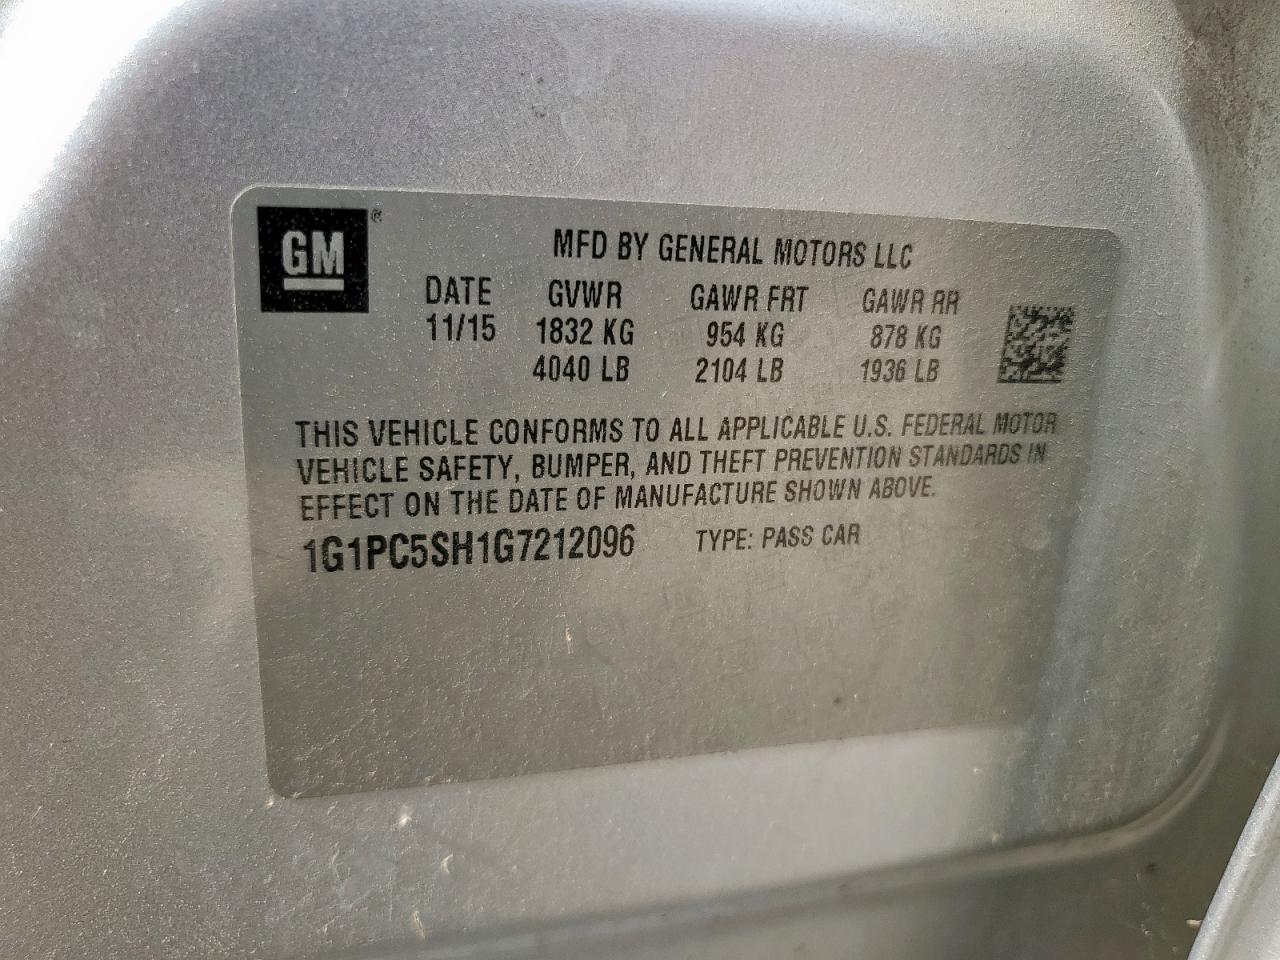 GM®
MFD BY GENERAL MOTORS LLC
DATE GVWR GAWR FRT GAWR RR
11/15 1832 KG 954 KG 878 KG
4040 LB 2104 LB 1936 LB
THIS VEHICLE CONFORMS TO ALL APPLICABLE U.S. FEDERAL MOTOR
VEHICLE SAFETY, BUMPER, AND THEFT PREVENTION STANDARDS IN
EFFECT ON THE DATE OF MANUFACTURE SHOWN ABOVE.
1G1PC5SH1G7212096 TYPE: PASS CAR